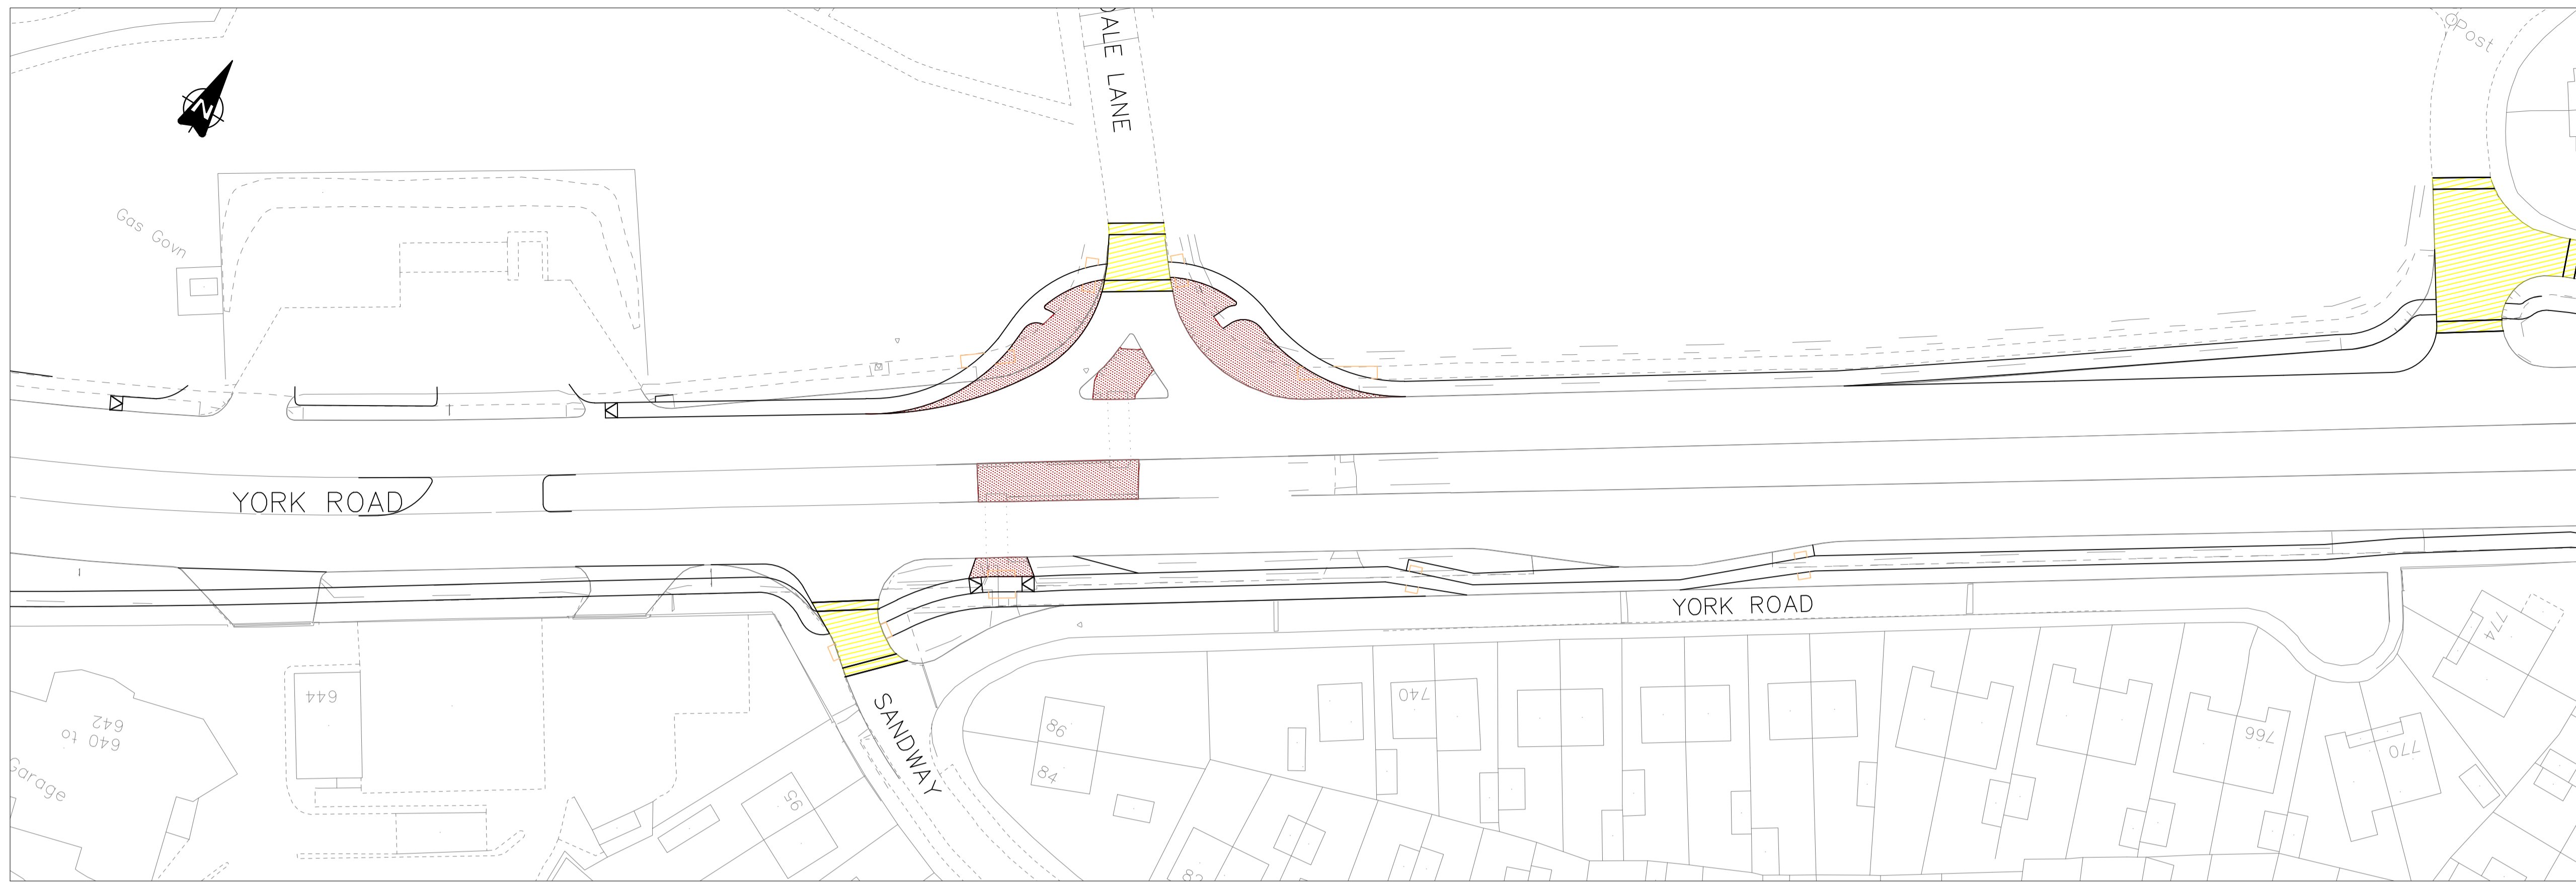 Post
DALE LANE
N
Gas Govn
YORK ROAD
YORK ROAD
SANDWAY
644
640 to
642
Garage
95
86
84
740
766
770
774